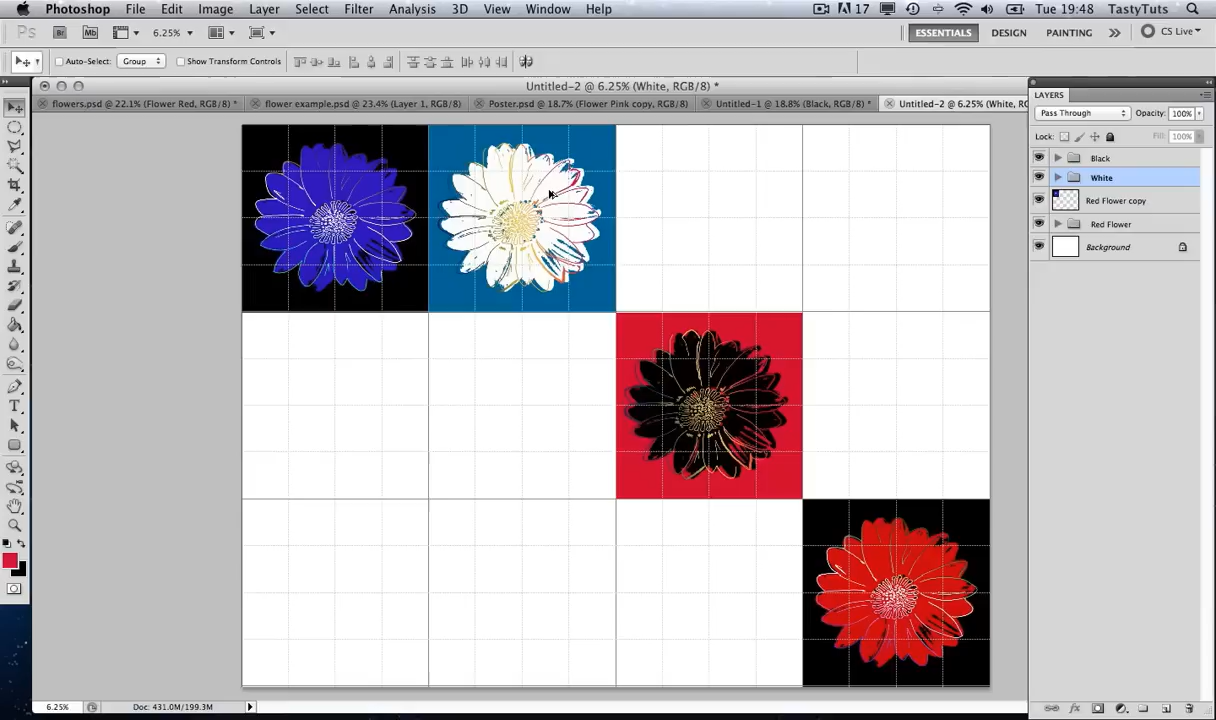 Photoshop File Edit Image Layer Select Filter Analysis 3D View Window Help 17 Tue 19:48 TastyTuts
Ps Br Mb 6.25% ESSENTIALS DESIGN PAINTING CS Live
Auto-Select: Group Show Transform Controls
Untitled-2 @ 6.25% (White, RGB/8) *
flowers.psd @ 22.1% (Flower Red, RGB/8) * flower example.psd @ 23.4% (Layer 1, RGB/8) Poster.psd @ 18.7% (Flower Pink copy, RGB/8) Untitled-1 @ 18.8% (Black, RGB/8) * Untitled-2 @ 6.25% (White, RG
LAYERS
Pass Through Opacity: 100%
Lock: Fill: 100%
Black
White
Red Flower copy
Red Flower
Background
T
6.25% Doc: 431.0M/199.3M
fx